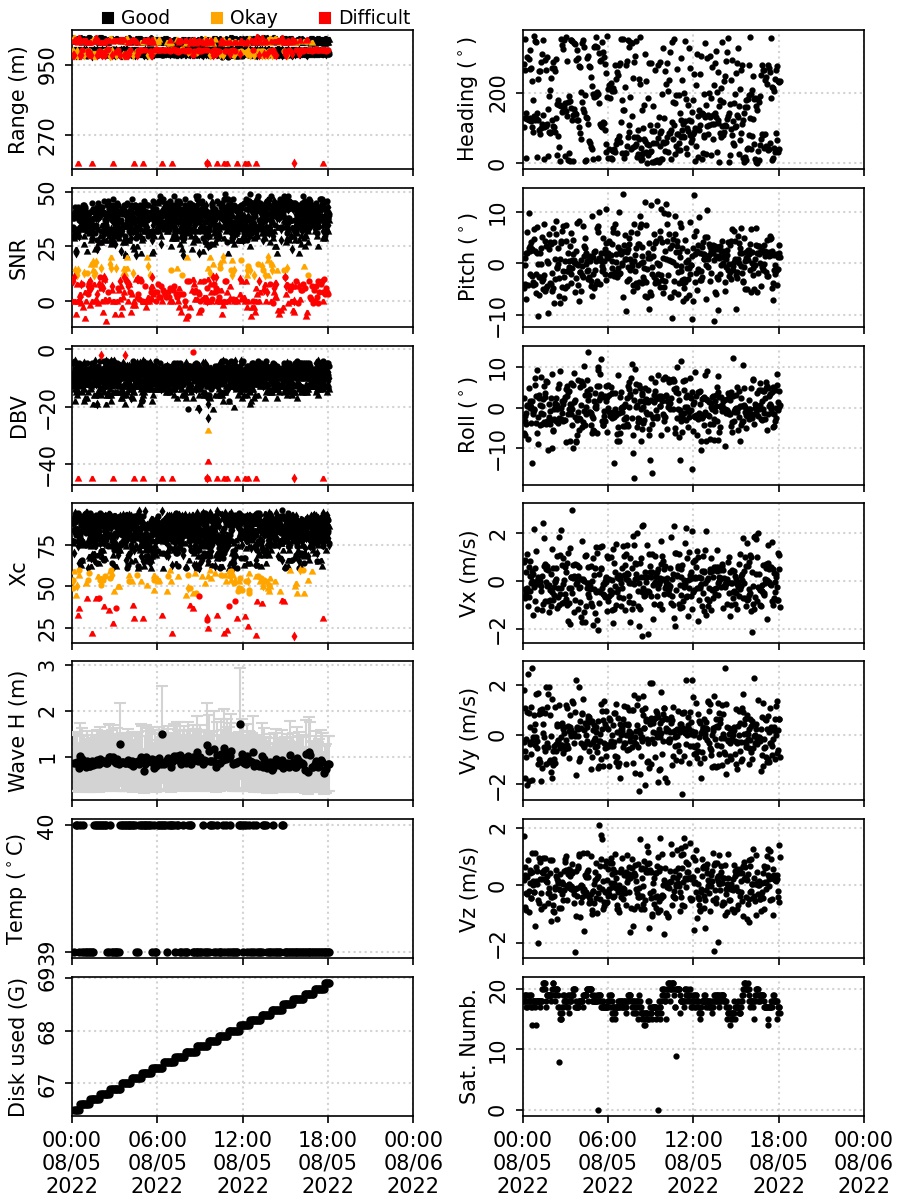 Good Okay Difficult
Range (m)
950
270
Heading (°)
200
0
SNR
50
25
0
Pitch (°)
10
0
−10
DBV
0
−20
−40
Roll (°)
10
0
−10
Xc
75
50
25
Vx (m/s)
2
0
−2
Wave H (m)
3
2
1
Vy (m/s)
2
0
−2
Temp (°C)
40
39
Vz (m/s)
2
0
−2
Disk used (G)
69
68
67
Sat. Numb.
20
10
0
00:00 06:00 12:00 18:00 00:00
08/05 08/05 08/05 08/05 08/06
2022 2022 2022 2022 2022
00:00 06:00 12:00 18:00 00:00
08/05 08/05 08/05 08/05 08/06
2022 2022 2022 2022 2022